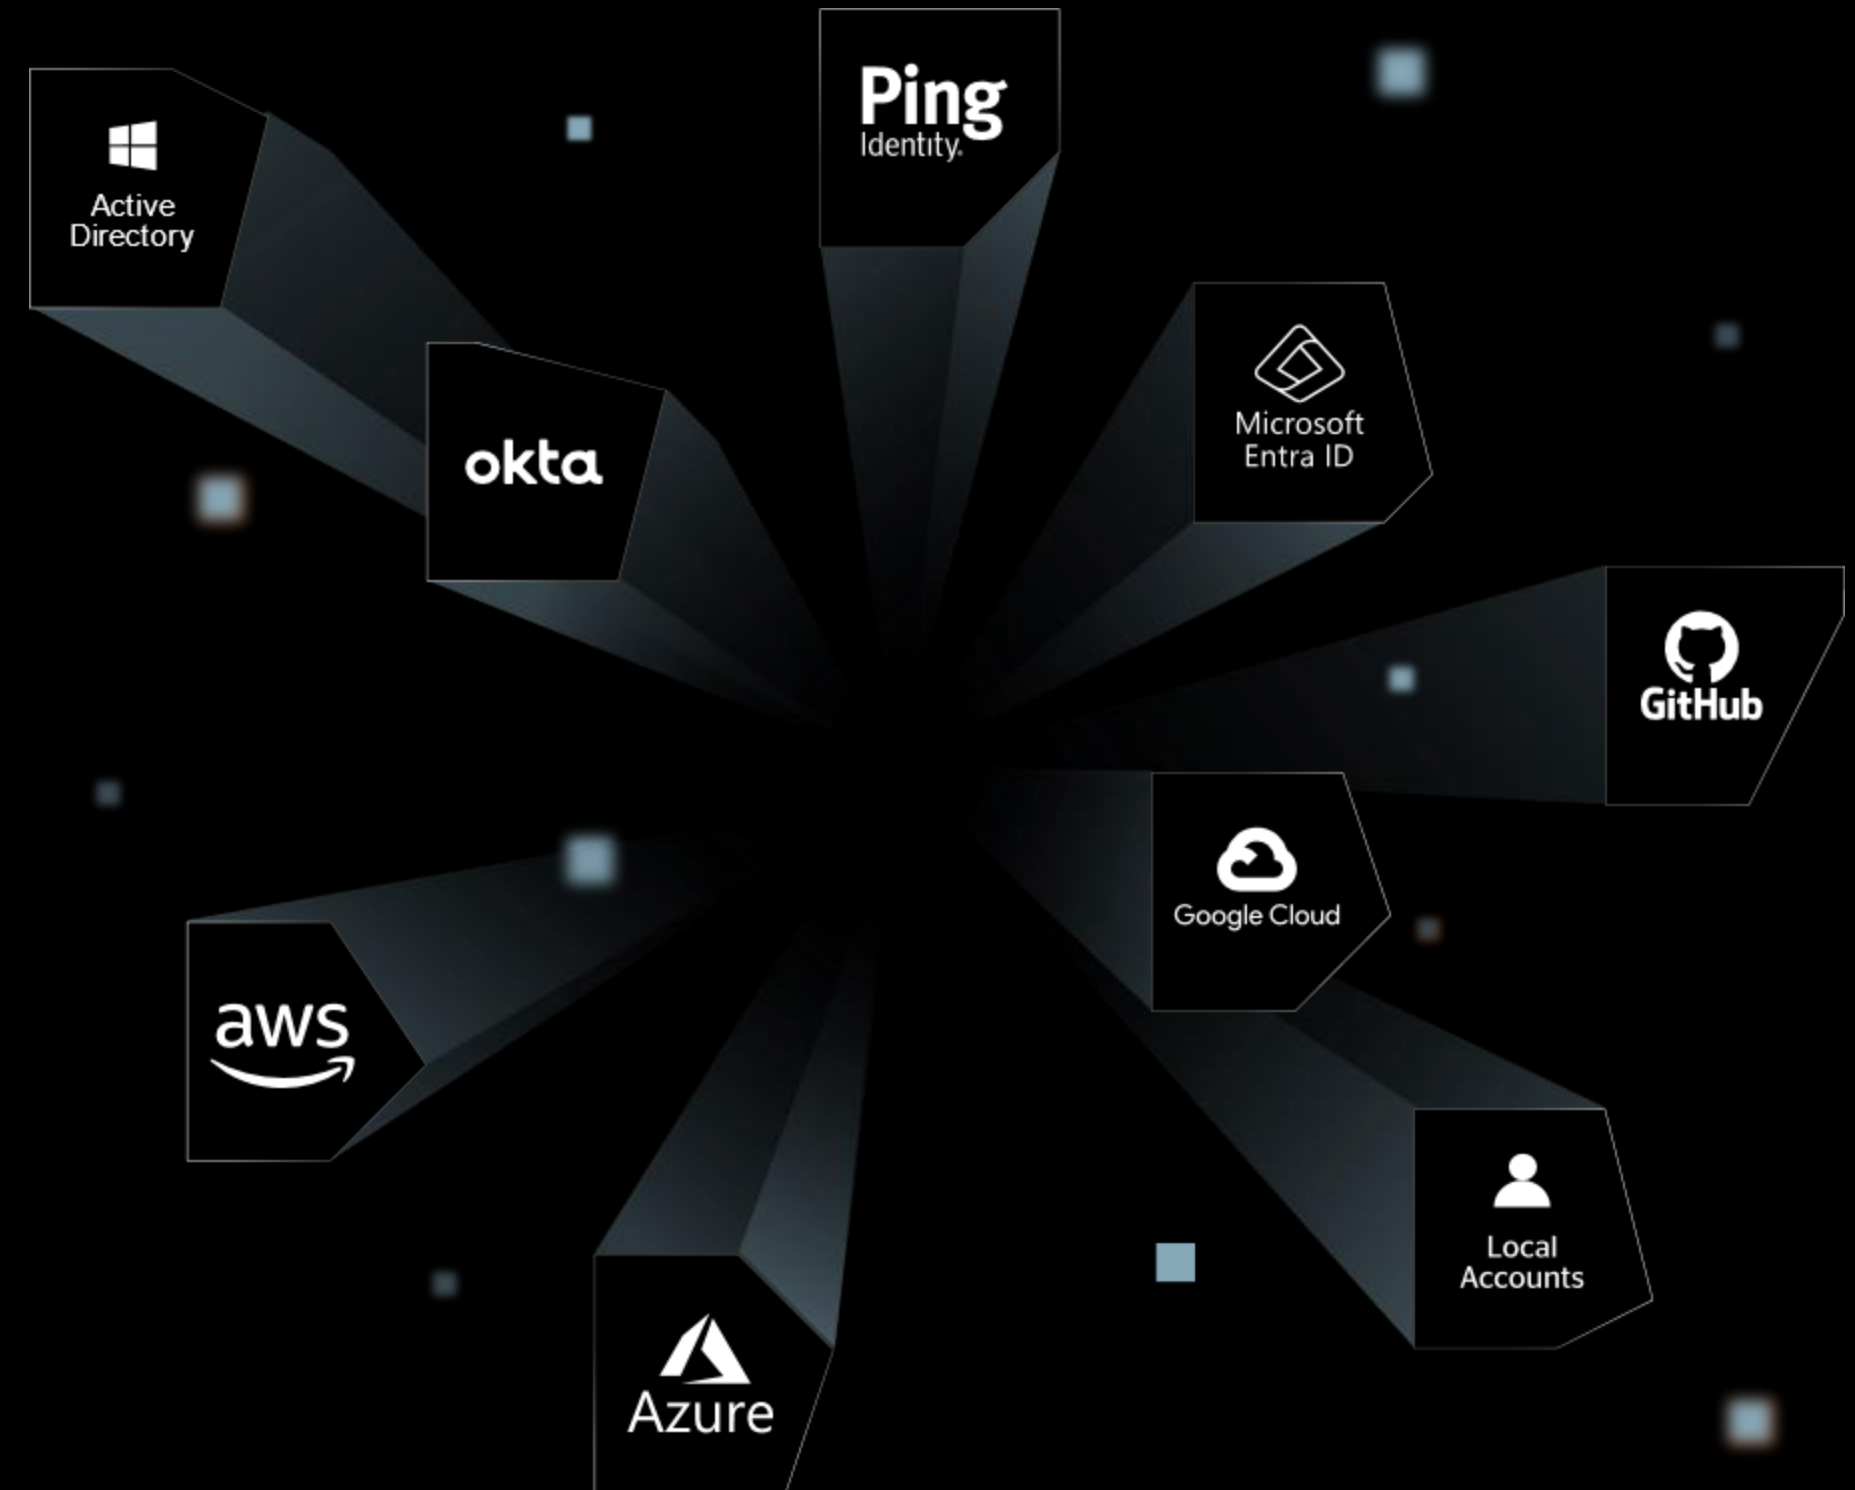 Ping
Identity
Active
Directory
Microsoft
Entra ID
okta
GitHub
Google Cloud
aws
Local
Accounts
Azure